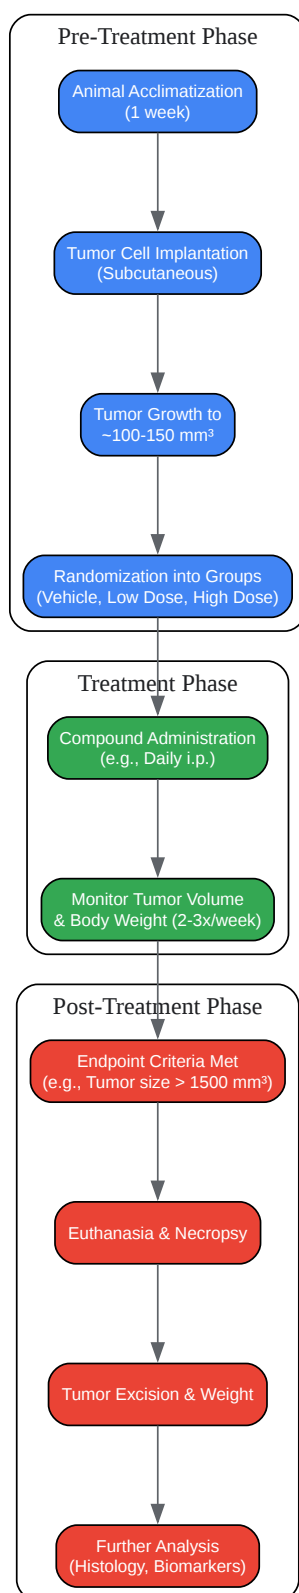 Pre-Treatment Phase
Animal Acclimatization
(1 week)
Tumor Cell Implantation
(Subcutaneous)
Tumor Growth to
~100-150 mm³
Randomization into Groups
(Vehicle, Low Dose, High Dose)
Treatment Phase
Compound Administration
(e.g., Daily i.p.)
Monitor Tumor Volume
& Body Weight (2-3x/week)
Post-Treatment Phase
Endpoint Criteria Met
(e.g., Tumor size > 1500 mm³)
Euthanasia & Necropsy
Tumor Excision & Weight
Further Analysis
(Histology, Biomarkers)